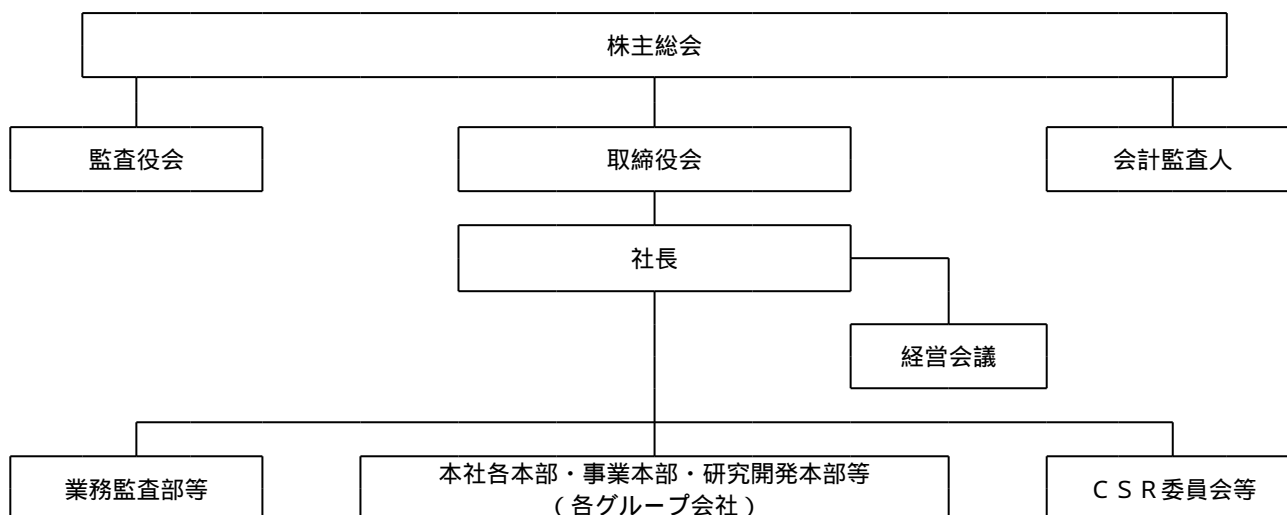 株主総会
監査役会
取締役会
会計監査人
社長
経営会議
業務監査部等
本社各本部・事業本部・研究開発本部等
（各グループ会社）
ＣＳＲ委員会等